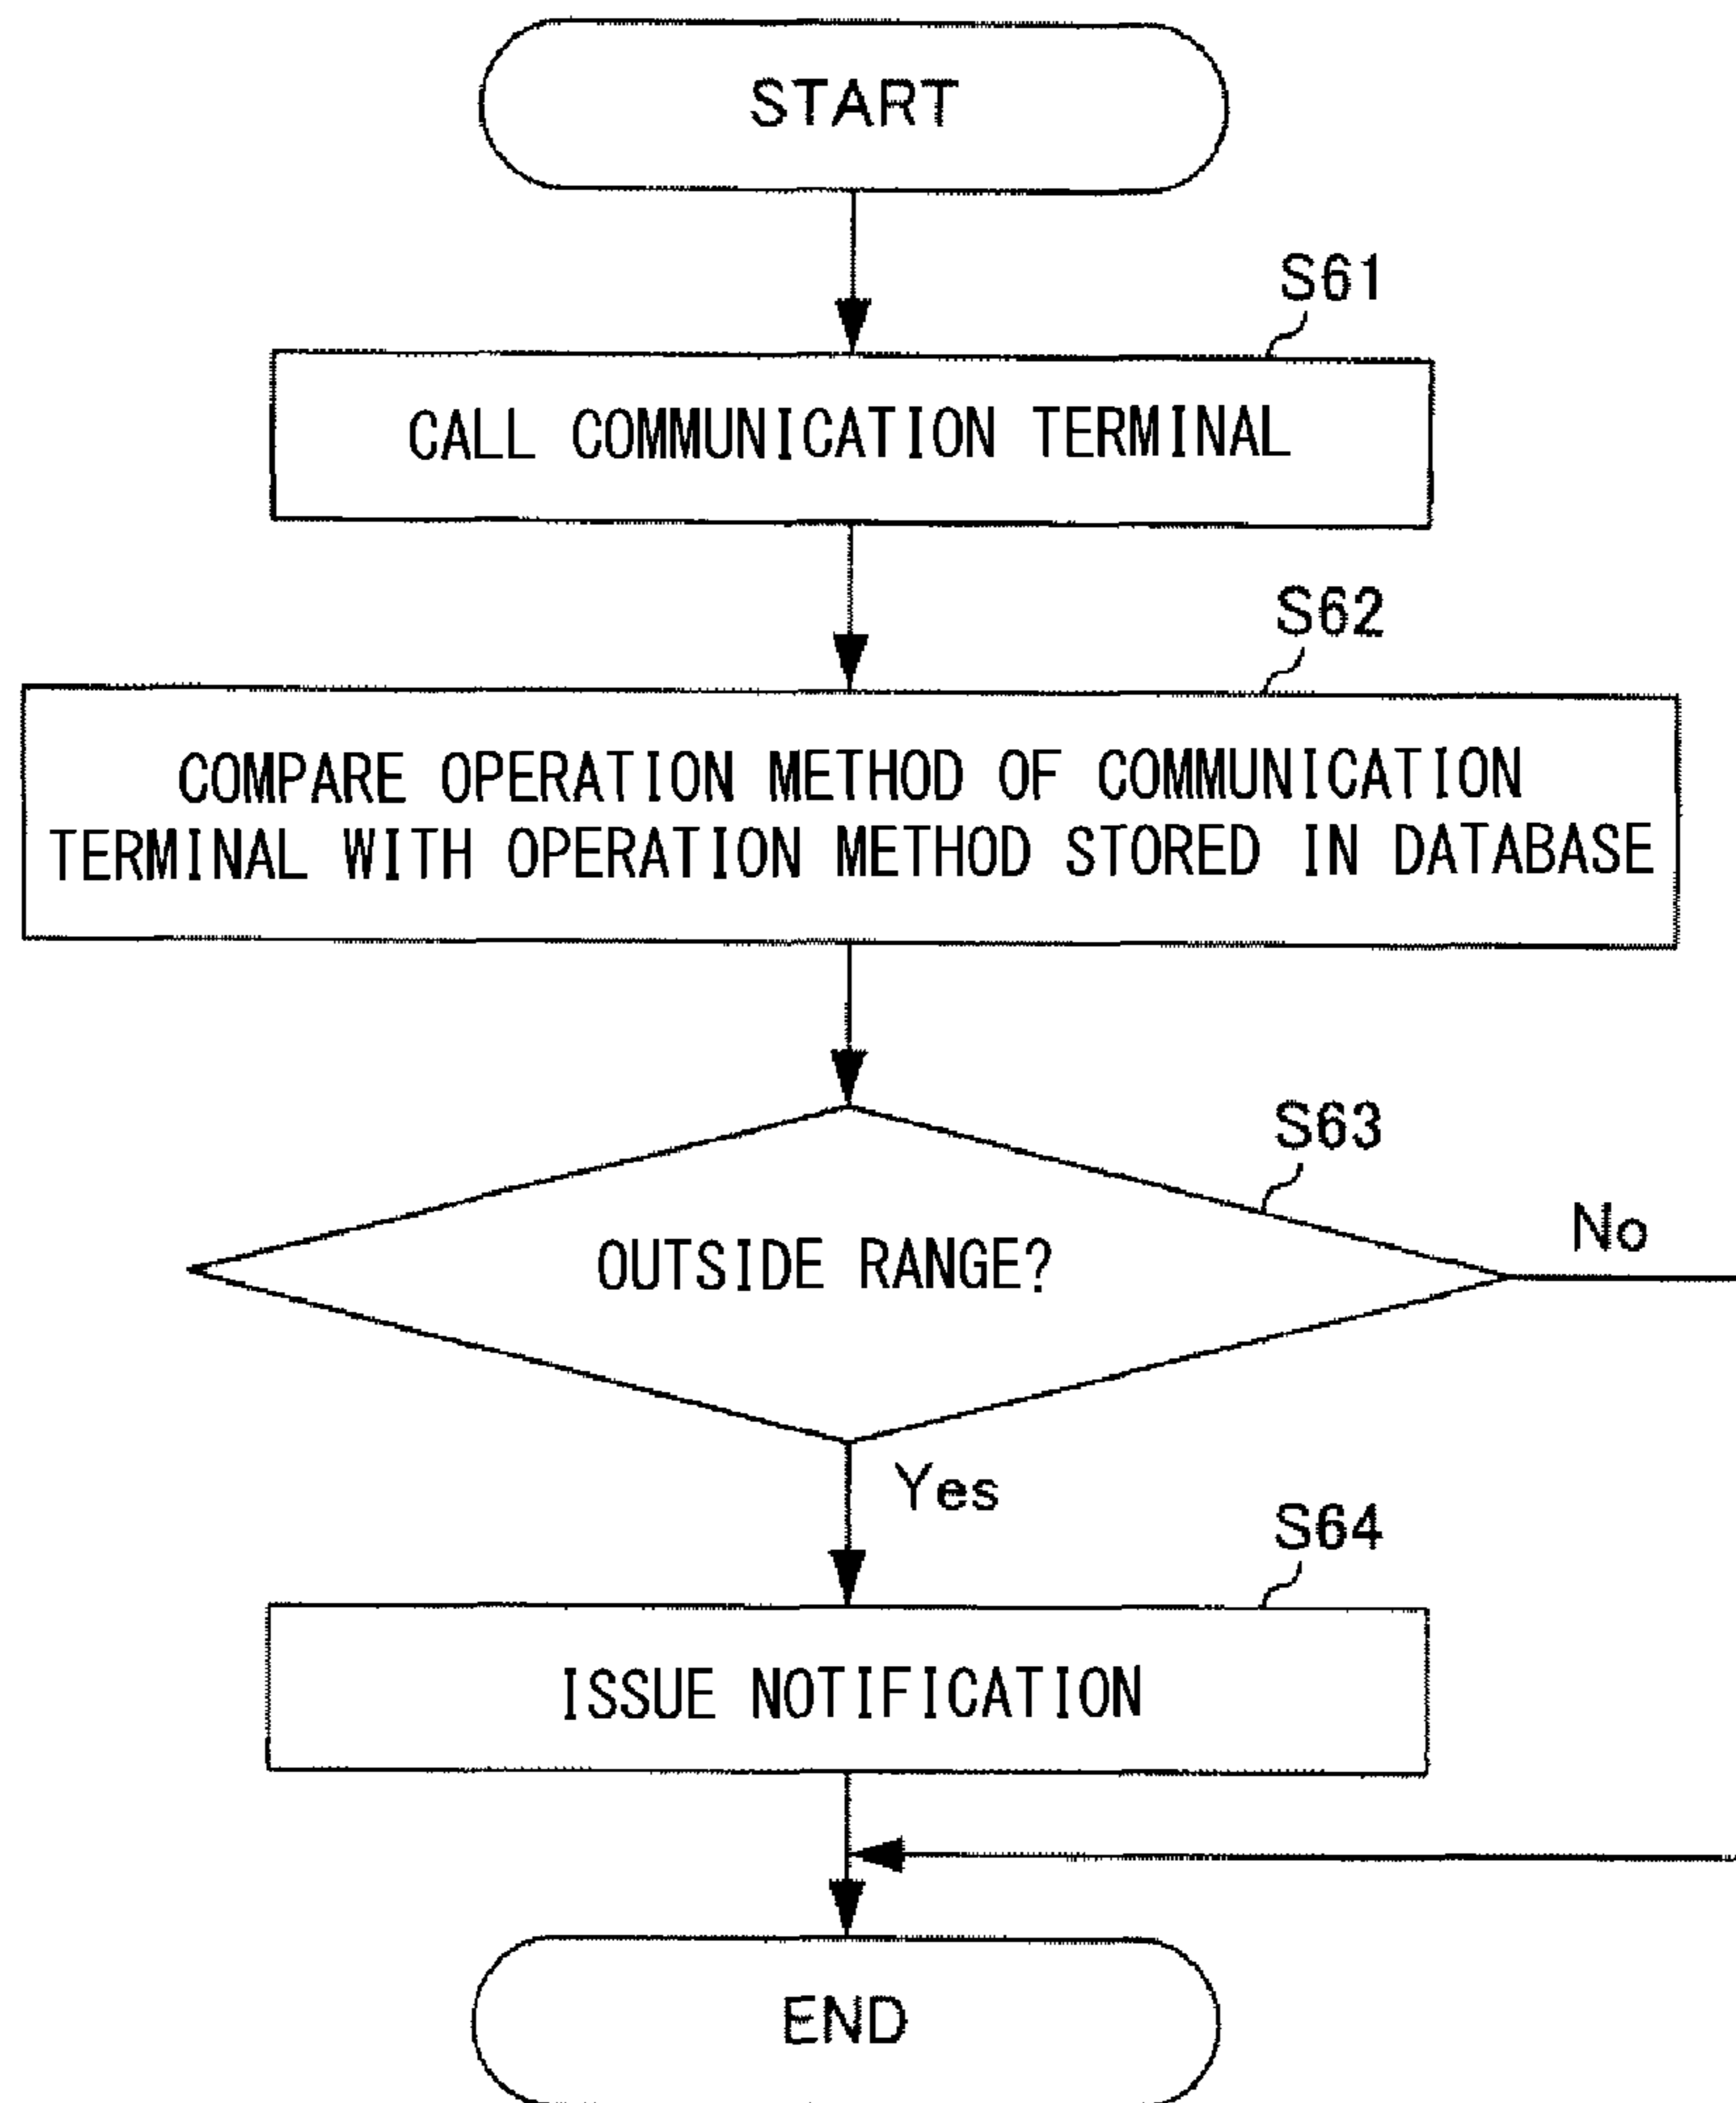 START
S61
CALL COMMUNICATION TERMINAL
S62
COMPARE OPERATION METHOD OF COMMUNICATION
TERMINAL WITH OPERATION METHOD STORED IN DATABASE
S63
OUTSIDE RANGE?
No
Yes
S64
ISSUE NOTIFICATION
END